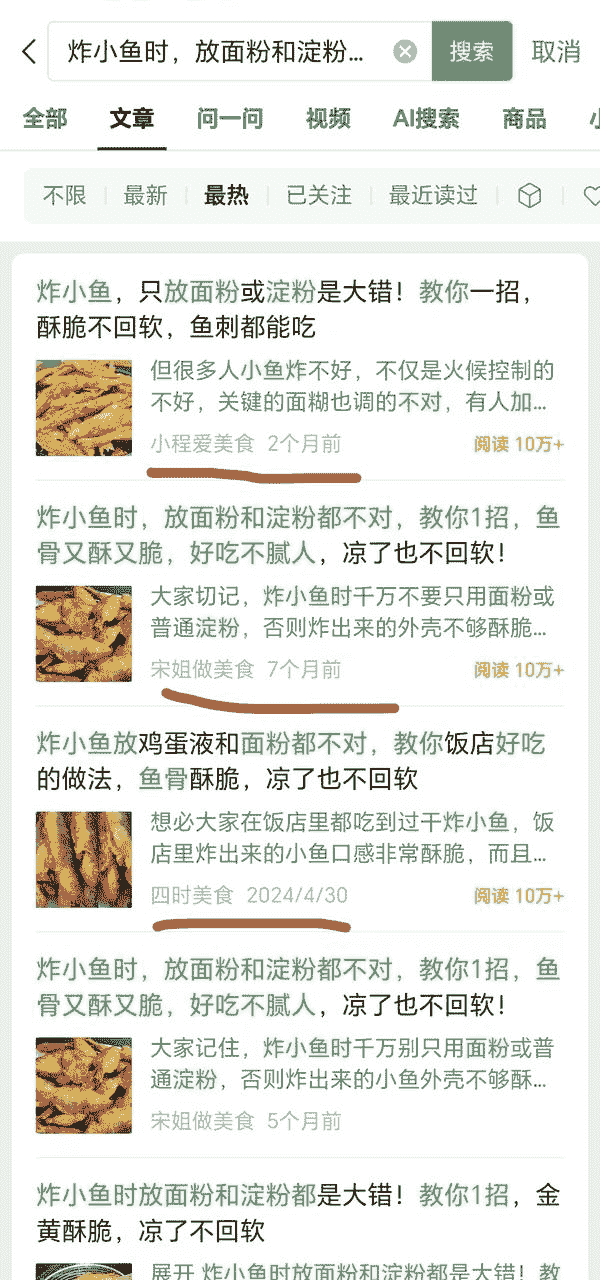 炸小鱼时，放面粉和淀粉... 搜索 取消
全部 文章 问一问 视频 AI搜索 商品
不限 最新 最热 已关注 最近读过
炸小鱼，只放面粉或淀粉是大错！教你一招，
酥脆不回软，鱼刺都能吃
但很多人小鱼炸不好，不仅是火候控制的
不好，关键的面糊也调的不对，有人加...
小程爱美食 2个月前 阅读 10万+
炸小鱼时，放面粉和淀粉都不对，教你1招，鱼
骨又酥又脆，好吃不腻人，凉了也不回软！
大家切记，炸小鱼时千万不要只用面粉或
普通淀粉，否则炸出来的外壳不够酥脆...
宋姐做美食 7个月前 阅读 10万+
炸小鱼放鸡蛋液和面粉都不对，教你饭店好吃
的做法，鱼骨酥脆，凉了也不回软
想必大家在饭店里都吃到过干炸小鱼，饭
店里炸出来的小鱼口感非常酥脆，而且...
四时美食 2024/4/30 阅读 10万+
炸小鱼时，放面粉和淀粉都不对，教你1招，鱼
骨又酥又脆，好吃不腻人，凉了也不回软！
大家记住，炸小鱼时千万别只用面粉或普
通淀粉，否则炸出来的小鱼外壳不够酥...
宋姐做美食 5个月前
炸小鱼时放面粉和淀粉都是大错！教你1招，金
黄酥脆，凉了不回软
展开 炸小鱼时放面粉和淀粉都是大错！教